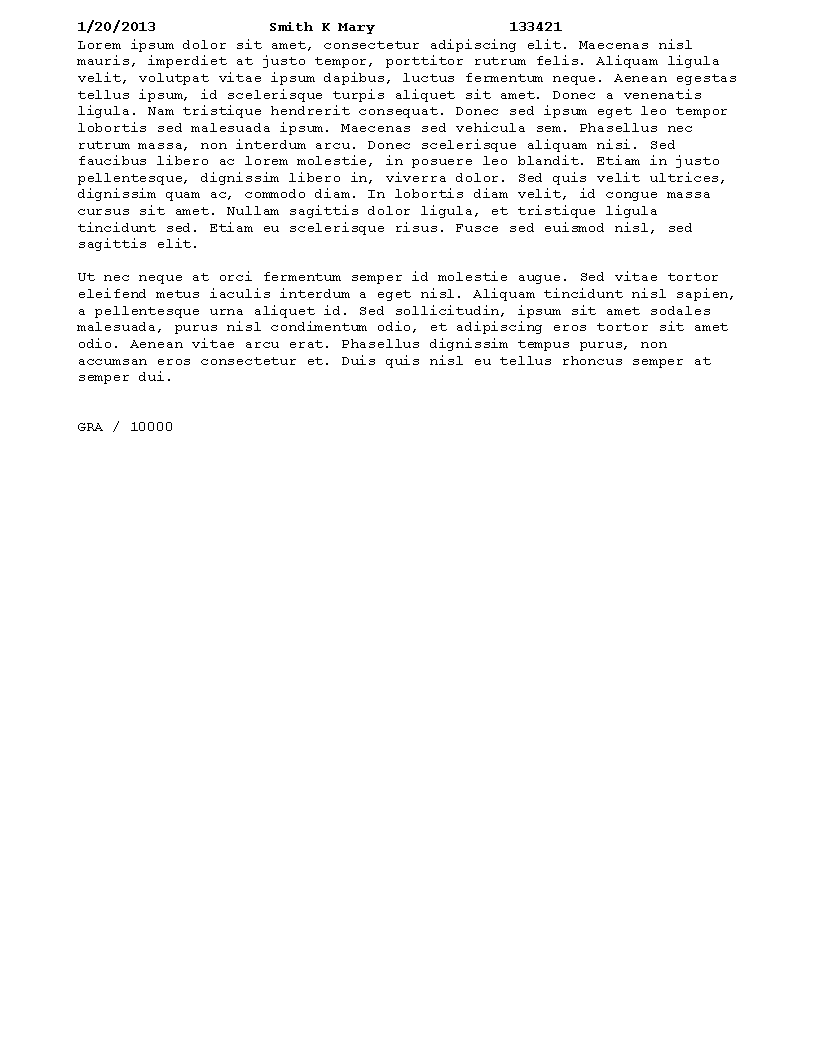 1/20/2013 Smith K Mary 133421
Lorem ipsum dolor sit amet, consectetur adipiscing elit. Maecenas nisl
mauris, imperdiet at justo tempor, porttitor rutrum felis. Aliquam ligula
velit, volutpat vitae ipsum dapibus, luctus fermentum neque. Aenean egestas
tellus ipsum, id scelerisque turpis aliquet sit amet. Donec a venenatis
ligula. Nam tristique hendrerit consequat. Donec sed ipsum eget leo tempor
lobortis sed malesuada ipsum. Maecenas sed vehicula sem. Phasellus nec
rutrum massa, non interdum arcu. Donec scelerisque aliquam nisi. Sed
faucibus libero ac lorem molestie, in posuere leo blandit. Etiam in justo
pellentesque, dignissim libero in, viverra dolor. Sed quis velit ultrices,
dignissim quam ac, commodo diam. In lobortis diam velit, id congue massa
cursus sit amet. Nullam sagittis dolor ligula, et tristique ligula
tincidunt sed. Etiam eu scelerisque risus. Fusce sed euismod nisl, sed
sagittis elit.

Ut nec neque at orci fermentum semper id molestie augue. Sed vitae tortor
eleifend metus iaculis interdum a eget nisl. Aliquam tincidunt nisl sapien,
a pellentesque urna aliquet id. Sed sollicitudin, ipsum sit amet sodales
malesuada, purus nisl condimentum odio, et adipiscing eros tortor sit amet
odio. Aenean vitae arcu erat. Phasellus dignissim tempus purus, non
accumsan eros consectetur et. Duis quis nisl eu tellus rhoncus semper at
semper dui.

GRA / 10000